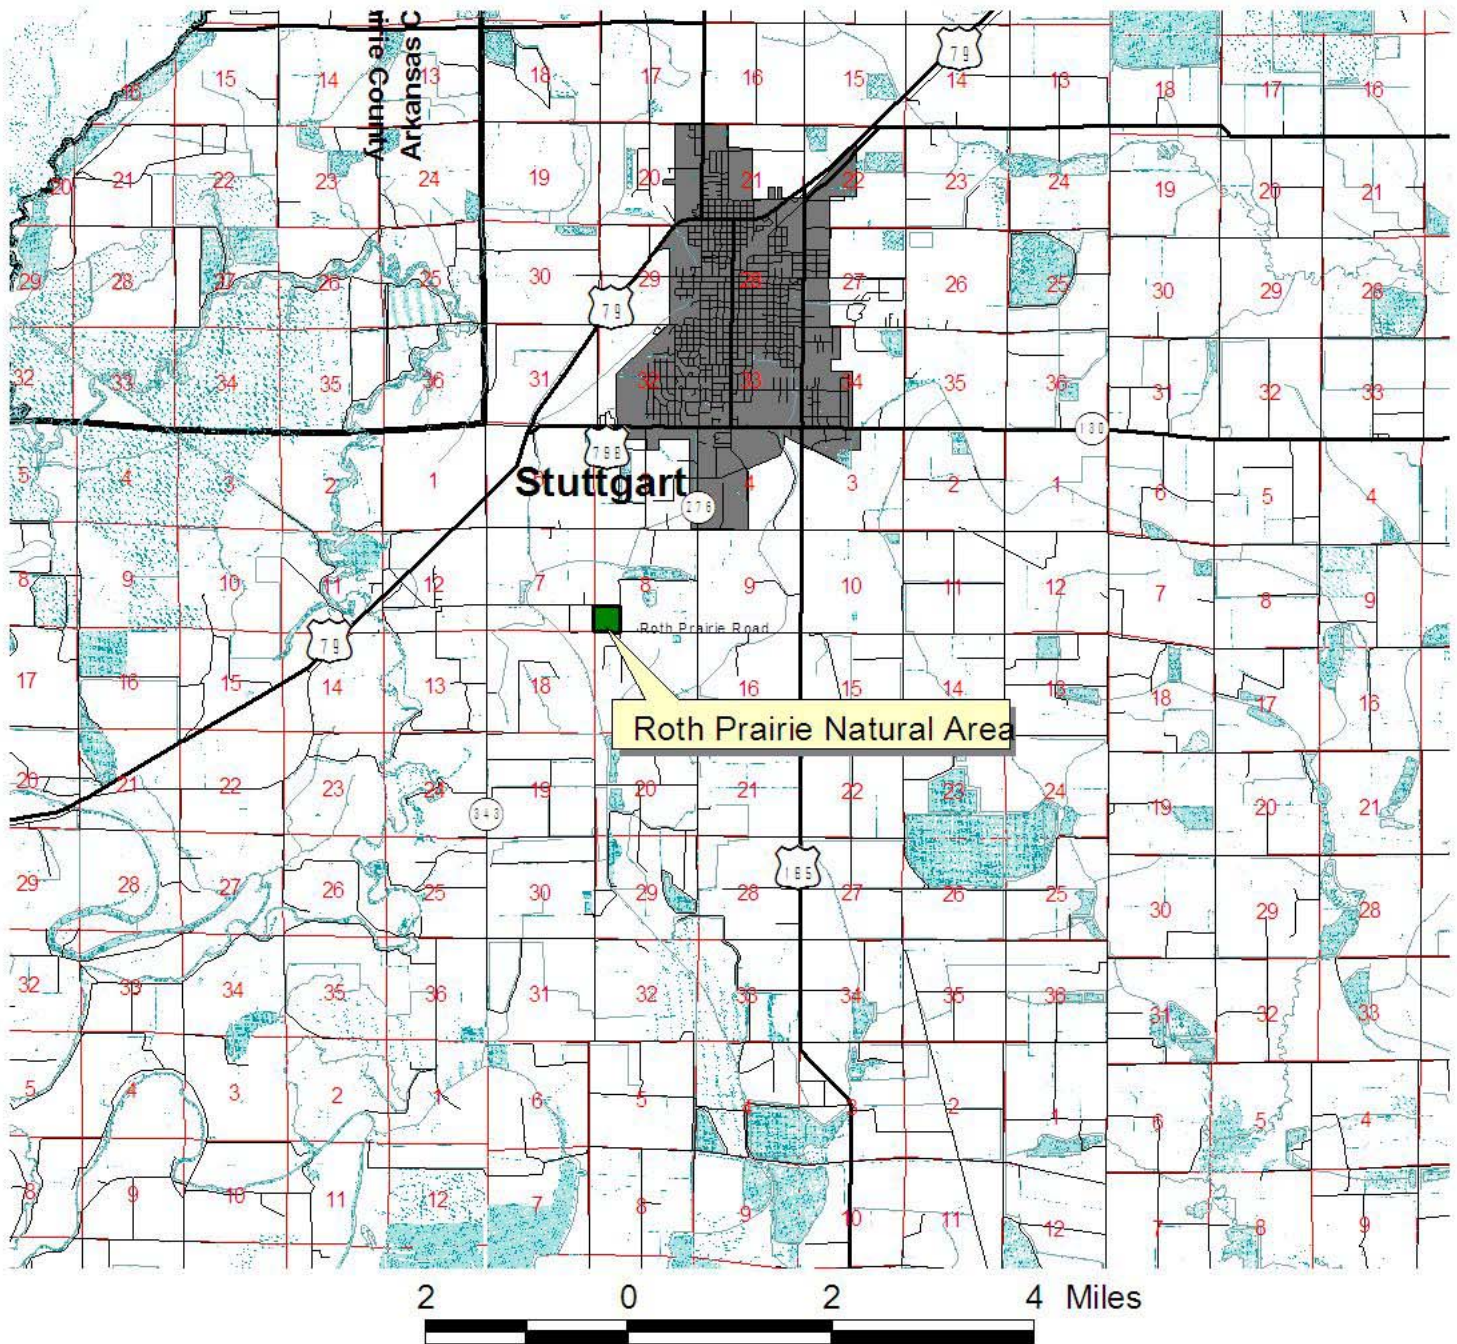 irie County
Arkansas C
79
16 15 14 13 18 17 16 15 14 13 18 17 16
20 21 22 23 24 19 20 21 22 23 24 19 20 21
29 28 27 26 25 30 29 28 27 26 25 30 29 28
79
32 33 34 35 36 31 32 33 34 35 36 31 32 33
130
5 4 3 2 1 4 3 2 1 6 5 4
Stuttgart
276
8 9 10 11 12 7 8 9 10 11 12 7 8 9
Roth Prairie Road
79
17 16 15 14 13 18 16 15 14 13 18 17 16
Roth Prairie Natural Area
20 21 22 23 24 19 20 21 22 23 24 19 20 21
343
165
29 28 27 26 25 30 29 28 27 26 25 30 29 28
32 33 34 35 36 31 32 33 34 35 36 31 32 33
5 4 3 2 1 6 5 4 3 2 1 6 5 4
8 9 10 11 12 7 8 9 10 11 12 7 8 9
2 0 2 4 Miles